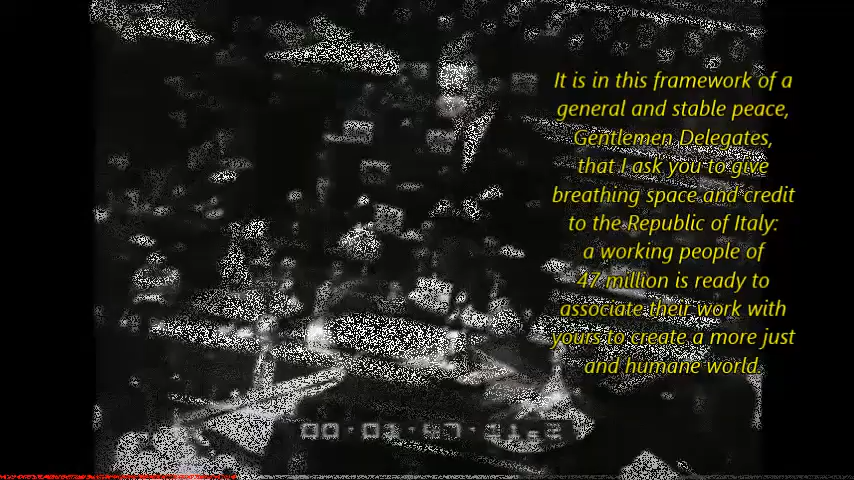 It is in this framework of a
general and stable peace,
Gentlemen Delegates,
that I ask you to give
breathing space and credit
to the Republic of Italy:
a working people of
47 million is ready to
associate their work with
yours to create a more just
and humane world.